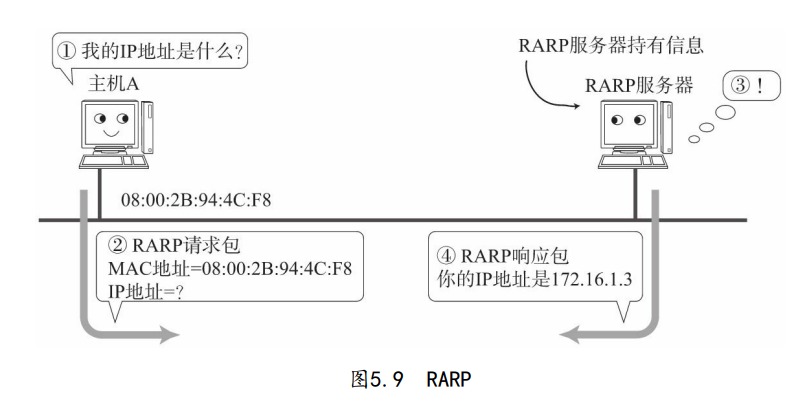 ① 我的IP地址是什么?
主机A
RARP服务器持有信息
RARP服务器
③ !
08:00:2B:94:4C:F8
② RARP请求包
MAC地址=08:00:2B:94:4C:F8
IP地址=?
④ RARP响应包
你的IP地址是172.16.1.3
图5.9 RARP